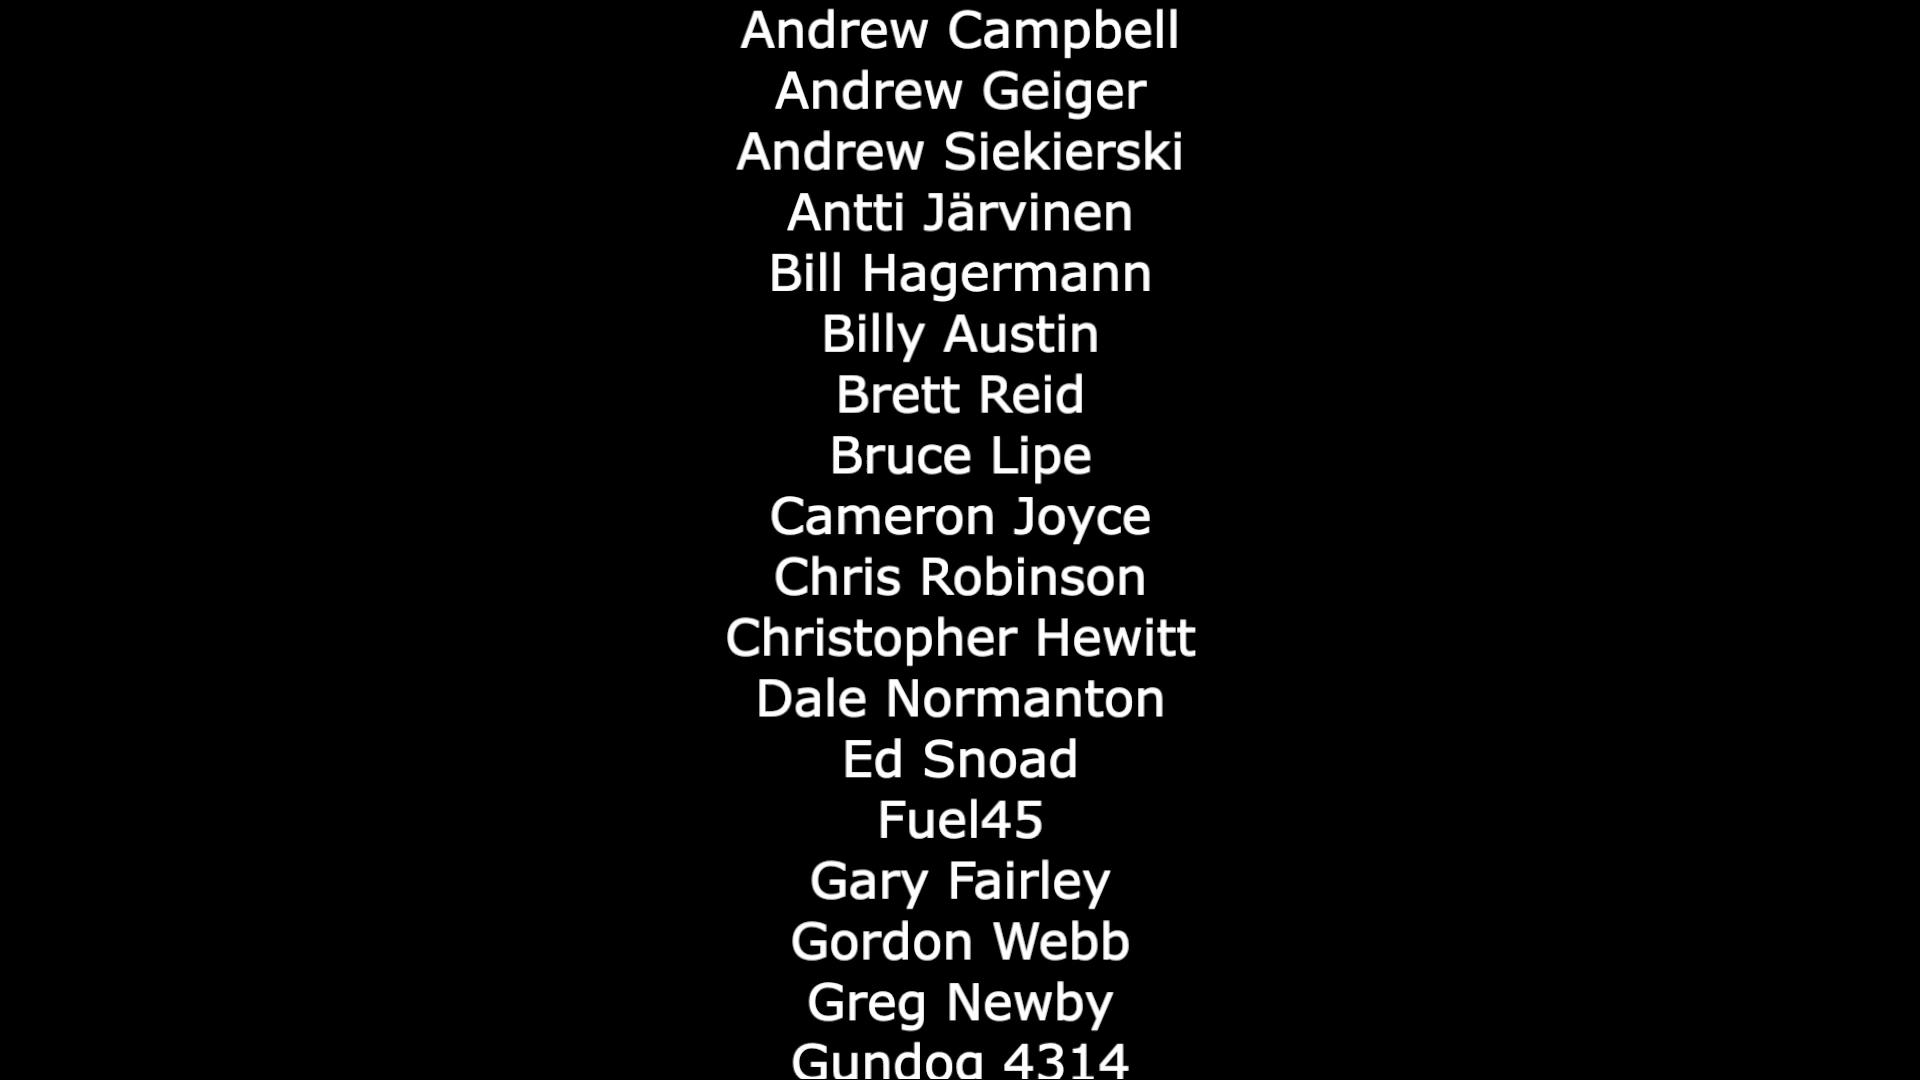 Andrew Campbell
Andrew Geiger
Andrew Siekierski
Antti Järvinen
Bill Hagermann
Billy Austin
Brett Reid
Bruce Lipe
Cameron Joyce
Chris Robinson
Christopher Hewitt
Dale Normanton
Ed Snoad
Fuel45
Gary Fairley
Gordon Webb
Greg Newby
Gundog 4314